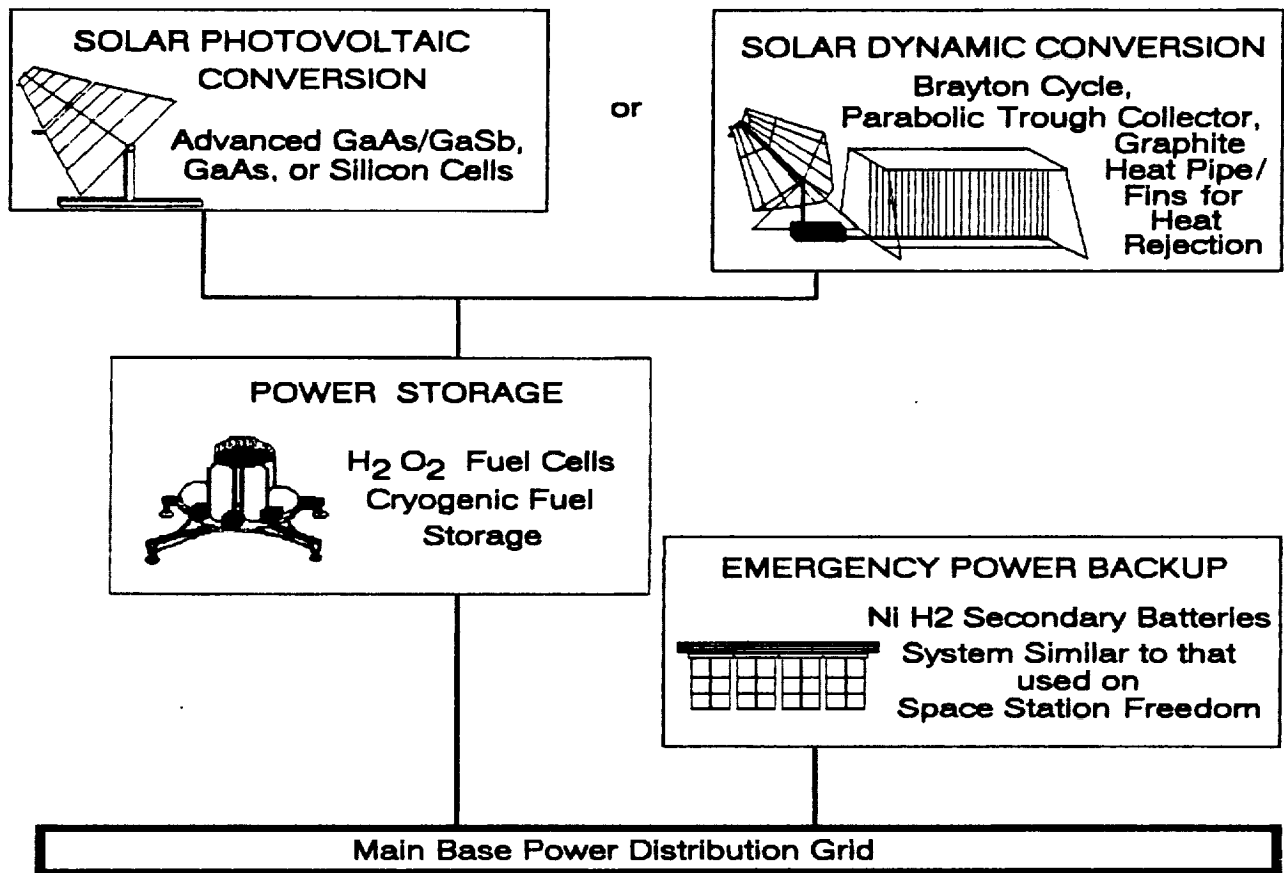 SOLAR PHOTOVOLTAIC
CONVERSION
Advanced GaAs/GaSb,
GaAs, or Silicon Cells
or
SOLAR DYNAMIC CONVERSION
Brayton Cycle,
Parabolic Trough Collector,
Graphite
Heat Pipe/
Fins for
Heat
Rejection
POWER STORAGE
H2 O2 Fuel Cells
Cryogenic Fuel
Storage
EMERGENCY POWER BACKUP
Ni H2 Secondary Batteries
System Similar to that
used on
Space Station Freedom
Main Base Power Distribution Grid